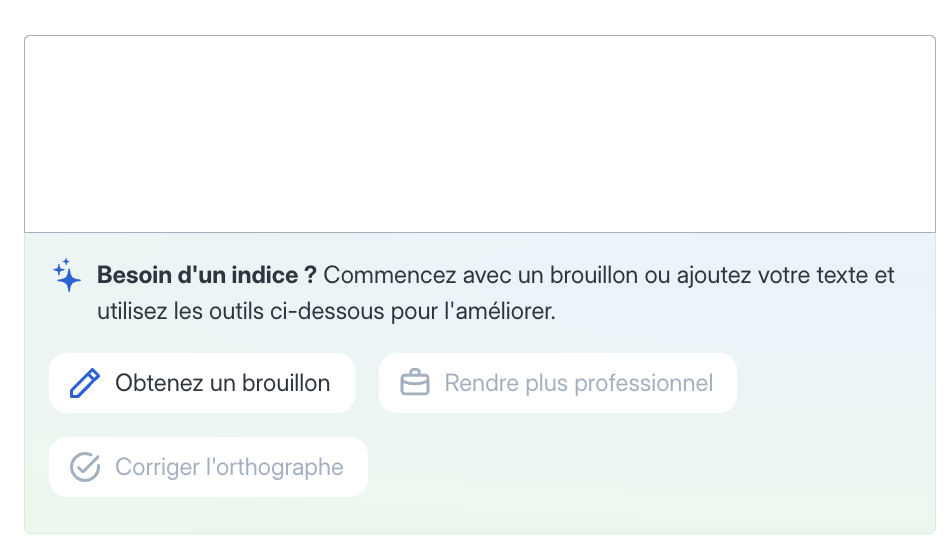 Besoin d'un indice ? Commencez avec un brouillon ou ajoutez votre texte et
utilisez les outils ci-dessous pour l'améliorer.
Obtenez un brouillon
Rendre plus professionnel
Corriger l'orthographe